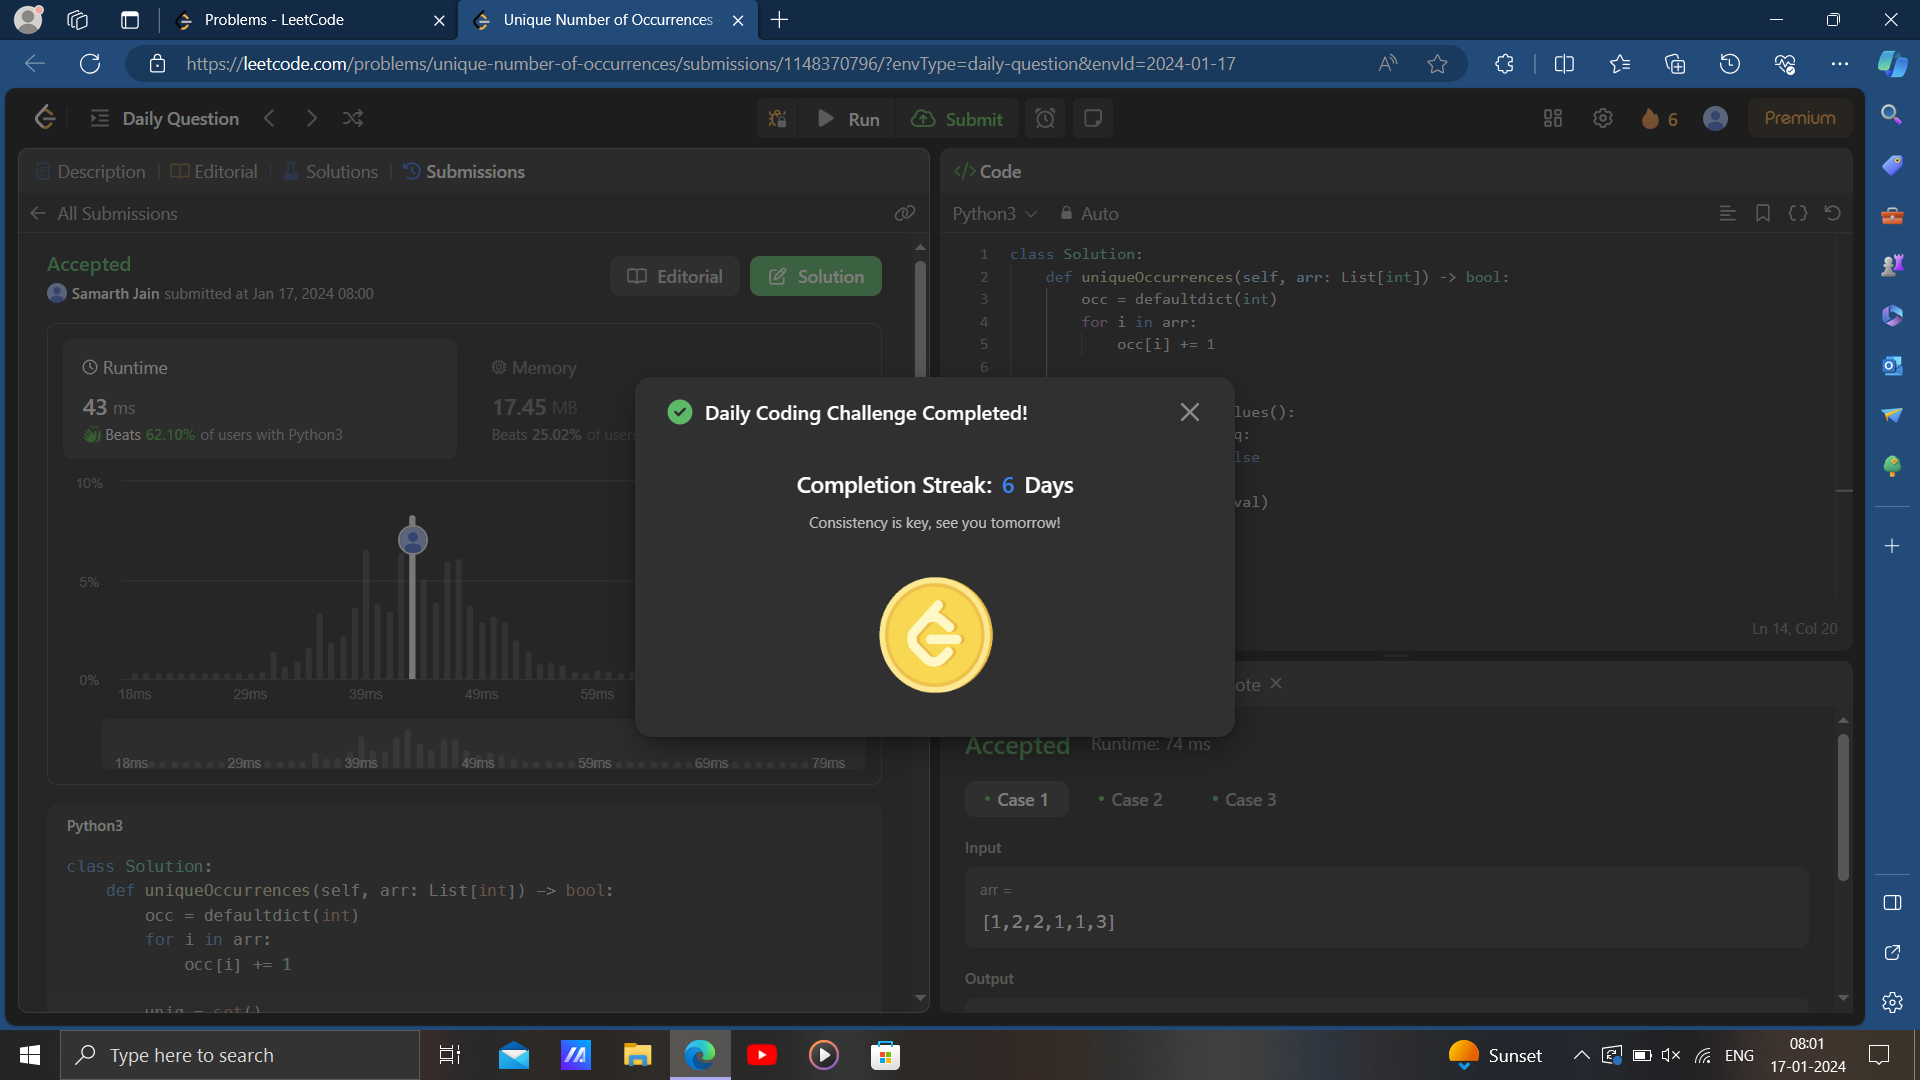 Problems - LeetCode
Unique Number of Occurrences -
https://leetcode.com/problems/unique-number-of-occurrences/submissions/1148370796/?envType=daily-question&envId=2024-01-17
Daily Question
Run
Submit
6
Premium
Description
Editorial
Solutions
Submissions
All Submissions
Accepted
Samarth Jain submitted at Jan 17, 2024 08:00
Editorial
Solution
Runtime
43 ms
Beats 62.10% of users with Python3
Memory
17.45 MB
Beats 25.02% of users
10%
5%
0%
18ms
29ms
39ms
49ms
59ms
18ms
29ms
39ms
49ms
59ms
69ms
79ms
Python3
class Solution:
def uniqueOccurrences(self, arr: List[int]) -> bool:
occ = defaultdict(int)
for i in arr:
occ[i] += 1
uniq = set()
Daily Coding Challenge Completed!
Completion Streak: 6 Days
Consistency is key, see you tomorrow!
</> Code
Python3
Auto
1 class Solution:
2 def uniqueOccurrences(self, arr: List[int]) -> bool:
3 occ = defaultdict(int)
4 for i in arr:
5 occ[i] += 1
6
lues():
q:
lse
val)
Ln 14, Col 20
ote
Accepted
Runtime: 74 ms
Case 1
Case 2
Case 3
Input
arr =
[1,2,2,1,1,3]
Output
Type here to search
Sunset
ENG
08:01
17-01-2024